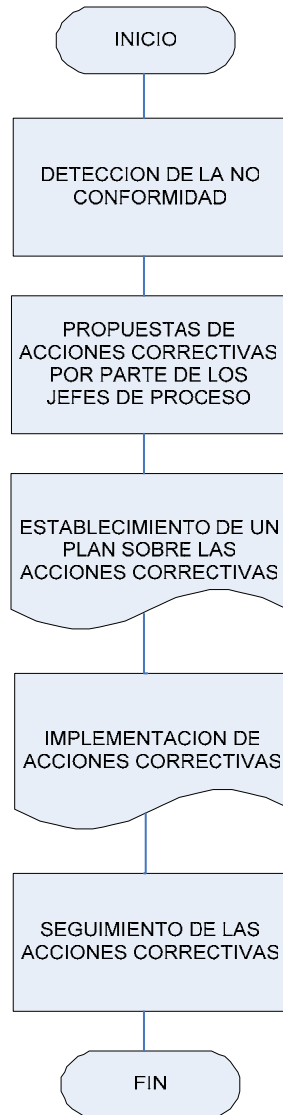 INICIO
DETECCION DE LA NO
CONFORMIDAD
PROPUESTAS DE
ACCIONES CORRECTIVAS
POR PARTE DE LOS
JEFES DE PROCESO
ESTABLECIMIENTO DE UN
PLAN SOBRE LAS
ACCIONES CORRECTIVAS
IMPLEMENTACION DE
ACCIONES CORRECTIVAS
SEGUIMIENTO DE LAS
ACCIONES CORRECTIVAS
FIN